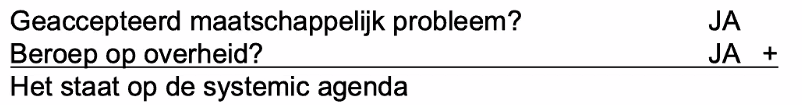 Geaccepteerd maatschappelijk probleem? JA
Beroep op overheid? JA +
Het staat op de systemic agenda